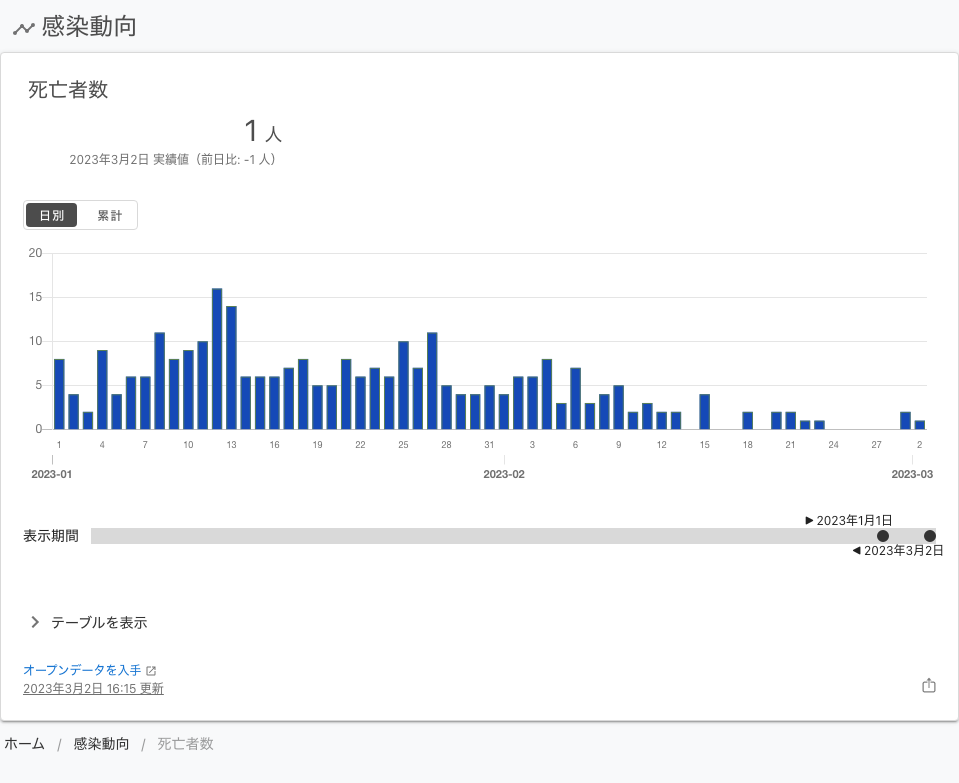 感染動向
死亡者数
1 人
2023年3月2日 実績値（前日比: -1 人）
日別 累計
20
15
10
5
0
1 4 7 10 13 16 19 22 25 28 31 3 6 9 12 15 18 21 24 27 2
2023-01 2023-02 2023-03
▶ 2023年1月1日
表示期間
◀ 2023年3月2日
テーブルを表示
オープンデータを入手
2023年3月2日 16:15 更新
ホーム / 感染動向 / 死亡者数